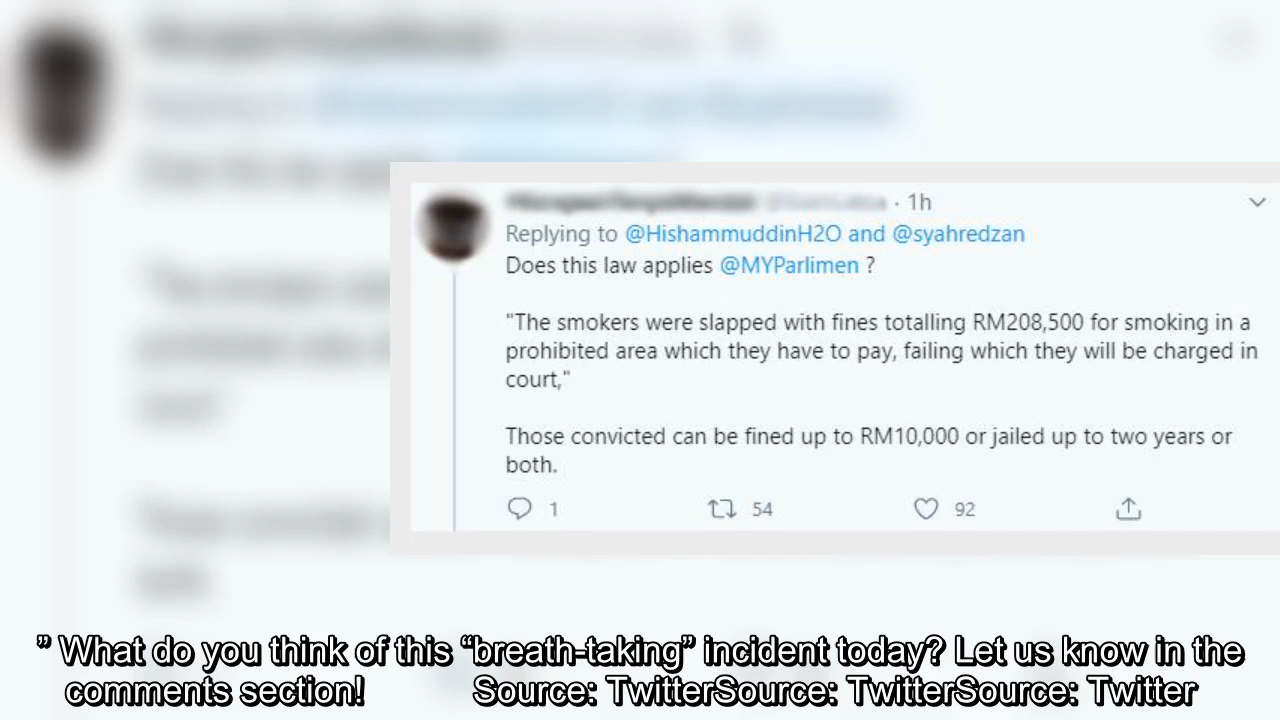 · 1h
Replying to @HishammuddinH2O and @syahredzan
Does this law applies @MYParlimen ?
"The smokers were slapped with fines totalling RM208,500 for smoking in a
prohibited area which they have to pay, failing which they will be charged in
court,"
Those convicted can be fined up to RM10,000 or jailed up to two years or
both.
1 54 92
” What do you think of this “breath-taking” incident today? Let us know in the
comments section! Source: TwitterSource: TwitterSource: Twitter